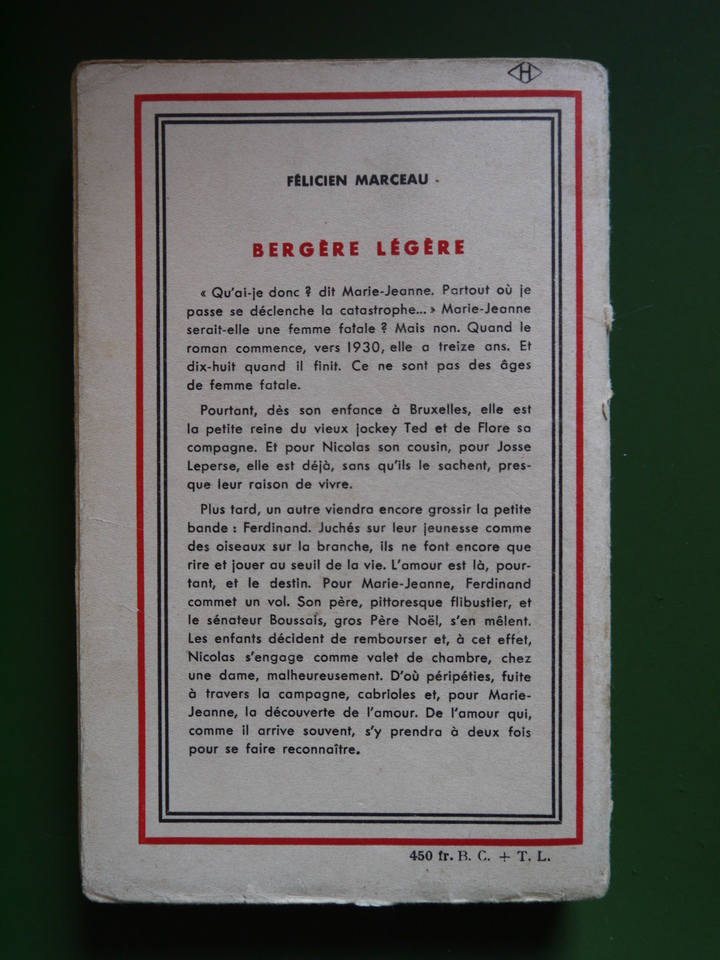 H
FÉLICIEN MARCEAU
BERGÈRE LÉGÈRE
« Qu'ai-je donc ? dit Marie-Jeanne. Partout où je
passe se déclenche la catastrophe... » Marie-Jeanne
serait-elle une femme fatale ? Mais non. Quand le
roman commence, vers 1930, elle a treize ans. Et
dix-huit quand il finit. Ce ne sont pas des âges
de femme fatale.
Pourtant, dès son enfance à Bruxelles, elle est
la petite reine du vieux jockey Ted et de Flore sa
compagne. Et pour Nicolas son cousin, pour Josse
Leperse, elle est déjà, sans qu'ils le sachent, pres-
que leur raison de vivre.
Plus tard, un autre viendra encore grossir la petite
bande : Ferdinand. Juchés sur leur jeunesse comme
des oiseaux sur la branche, ils ne font encore que
rire et jouer au seuil de la vie. L'amour est là, pour-
tant, et le destin. Pour Marie-Jeanne, Ferdinand
commet un vol. Son père, pittoresque flibustier, et
le sénateur Boussais, gros Père Noël, s'en mêlent.
Les enfants décident de rembourser et, à cet effet,
Nicolas s'engage comme valet de chambre, chez
une dame, malheureusement. D'où péripéties, fuite
à travers la campagne, cabrioles et, pour Marie-
Jeanne, la découverte de l'amour. De l'amour qui,
comme il arrive souvent, s'y prendra à deux fois
pour se faire reconnaître.
450 fr. B. C. + T. L.